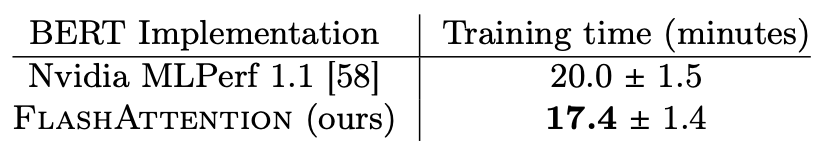 BERT Implementation Training time (minutes)
Nvidia MLPerf 1.1 [58] 20.0 ± 1.5
FLASHATTENTION (ours) 17.4 ± 1.4